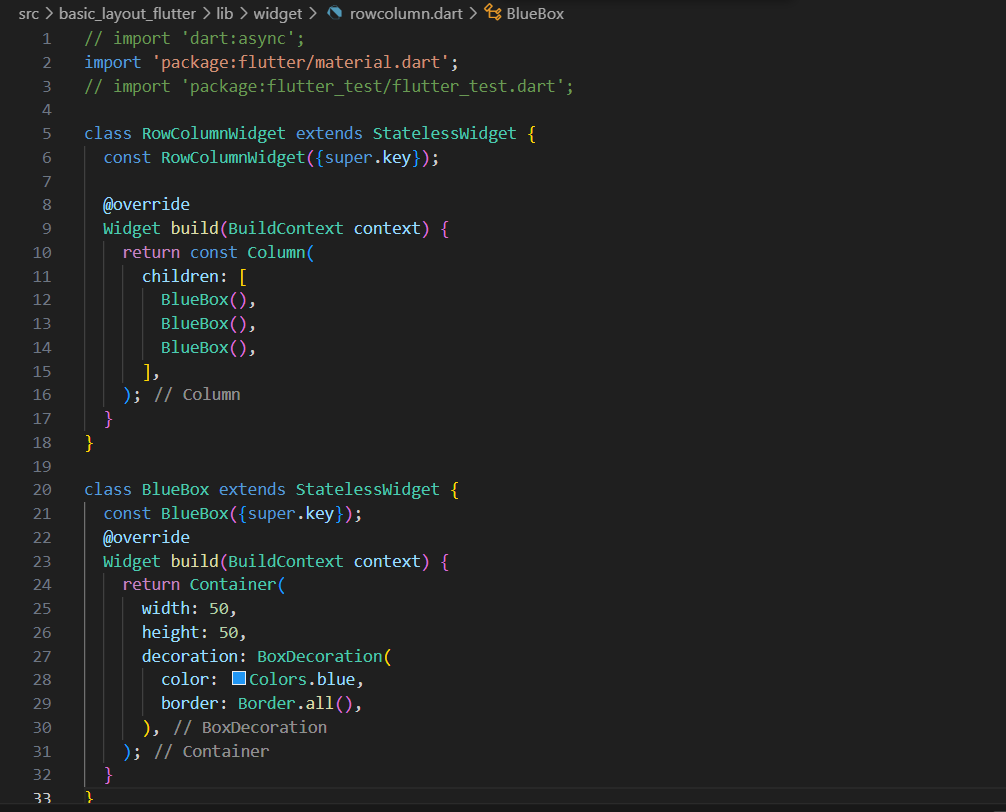 src > basic_layout_flutter > lib > widget > rowcolumn.dart > BlueBox
1 // import 'dart:async';
2 import 'package:flutter/material.dart';
3 // import 'package:flutter_test/flutter_test.dart';
4
5 class RowColumnWidget extends StatelessWidget {
6   const RowColumnWidget({super.key});
7
8   @override
9   Widget build(BuildContext context) {
10     return const Column(
11       children: [
12         BlueBox(),
13         BlueBox(),
14         BlueBox(),
15       ],
16     ); // Column
17   }
18 }
19
20 class BlueBox extends StatelessWidget {
21   const BlueBox({super.key});
22   @override
23   Widget build(BuildContext context) {
24     return Container(
25       width: 50,
26       height: 50,
27       decoration: BoxDecoration(
28         color: Colors.blue,
29         border: Border.all(),
30       ), // BoxDecoration
31     ); // Container
32   }
33 }